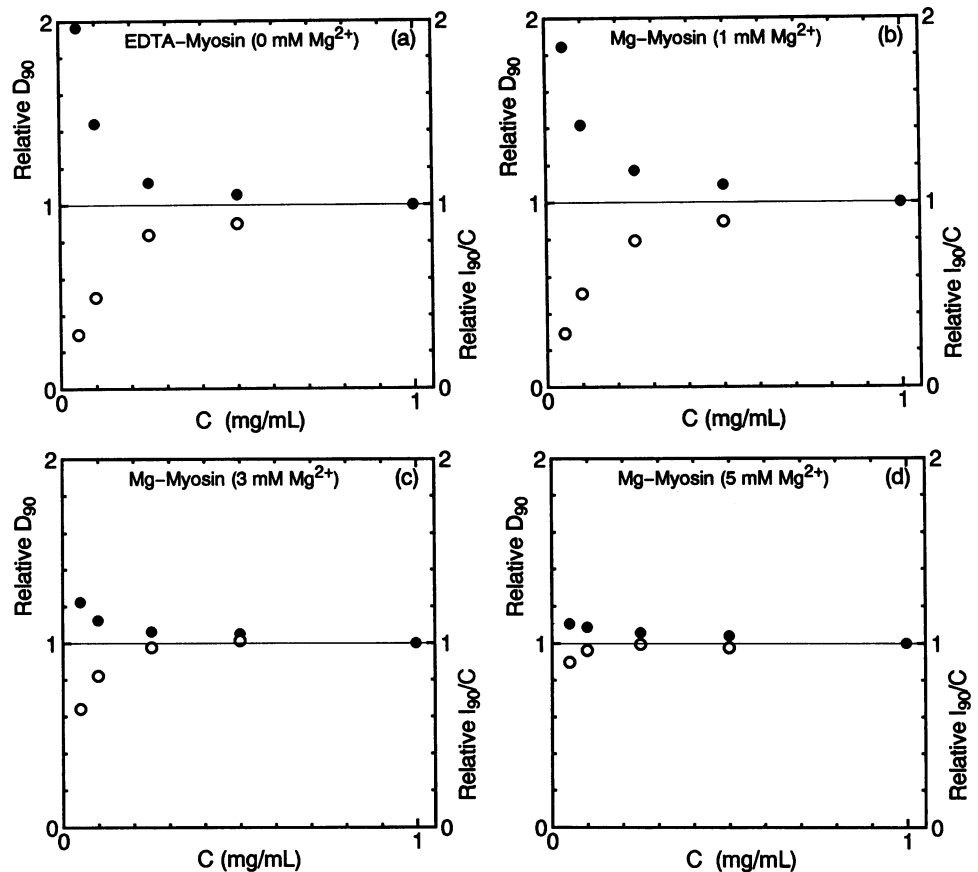 2
EDTA–Myosin (0 mM Mg2+)
(a)
2
Relative D90
1
1
Relative I90/C
0
0
0
1
C (mg/mL)
2
Mg–Myosin (1 mM Mg2+)
(b)
2
Relative D90
1
1
Relative I90/C
0
0
0
1
C (mg/mL)
2
Mg–Myosin (3 mM Mg2+)
(c)
2
Relative D90
1
1
Relative I90/C
0
0
0
1
C (mg/mL)
2
Mg–Myosin (5 mM Mg2+)
(d)
2
Relative D90
1
1
Relative I90/C
0
0
0
1
C (mg/mL)